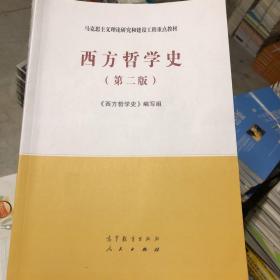 马克思主义理论研究和建设工程重点教材
西方哲学史
（第二版）
《西方哲学史》编写组
高等教育出版社
人民出版社